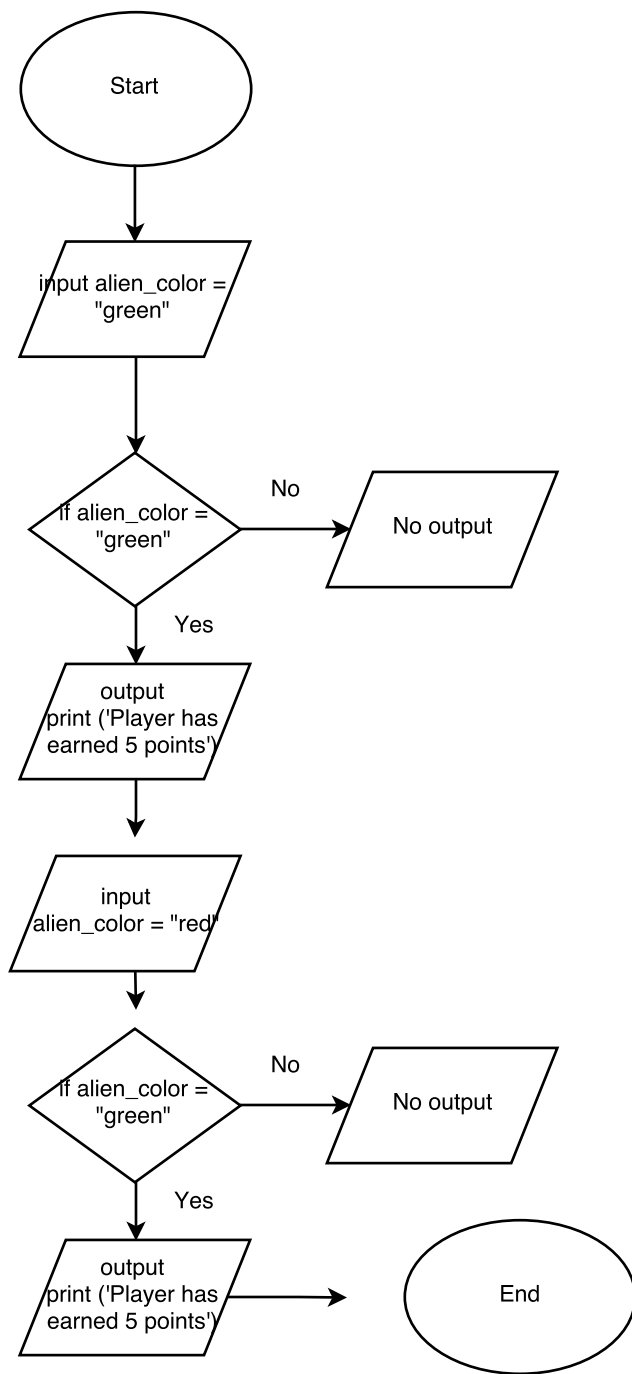 Start
input alien_color =
"green"
if alien_color =
"green"
No
No output
Yes
output
print ('Player has
earned 5 points')
input
alien_color = "red"
if alien_color =
"green"
No
No output
Yes
output
print ('Player has
earned 5 points')
End